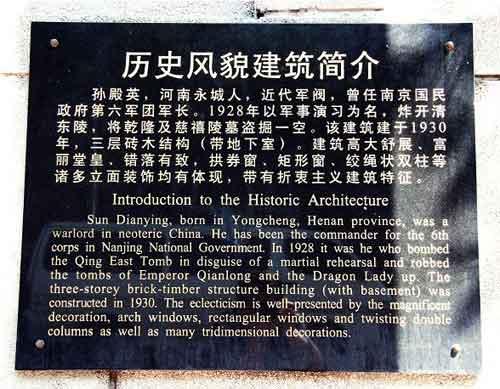 历史风貌建筑简介
孙殿英，河南永城人，近代军阀，曾任南京国民
政府第六军团军长。1928年以军事演习为名，炸开清
东陵，将乾隆及慈禧陵墓盗掘一空。该建筑建于1930
年，三层砖木结构（带地下室）。建筑高大舒展、富
丽堂皇、错落有致，拱券窗、矩形窗、绞绳状双柱等
诸多立面装饰均有体现，带有折衷主义建筑特征。
Introduction to the Historic Architecture
Sun Dianying, born in Yongcheng, Henan province, was a
warlord in neoteric China. He has been the commander for the 6th
corps in Nanjing National Government. In 1928 it was he who bombed
the Qing East Tomb in disguise of a martial rehearsal and robbed
the tombs of Emperor Qianlong and the Dragon Lady up. The
three-storey brick-timber structure building (with basement) was
constructed in 1930. The eclecticism is well presented by the magnificent
decoration, arch windows, rectangular windows and twisting double
columns as well as many tridimensional decorations.